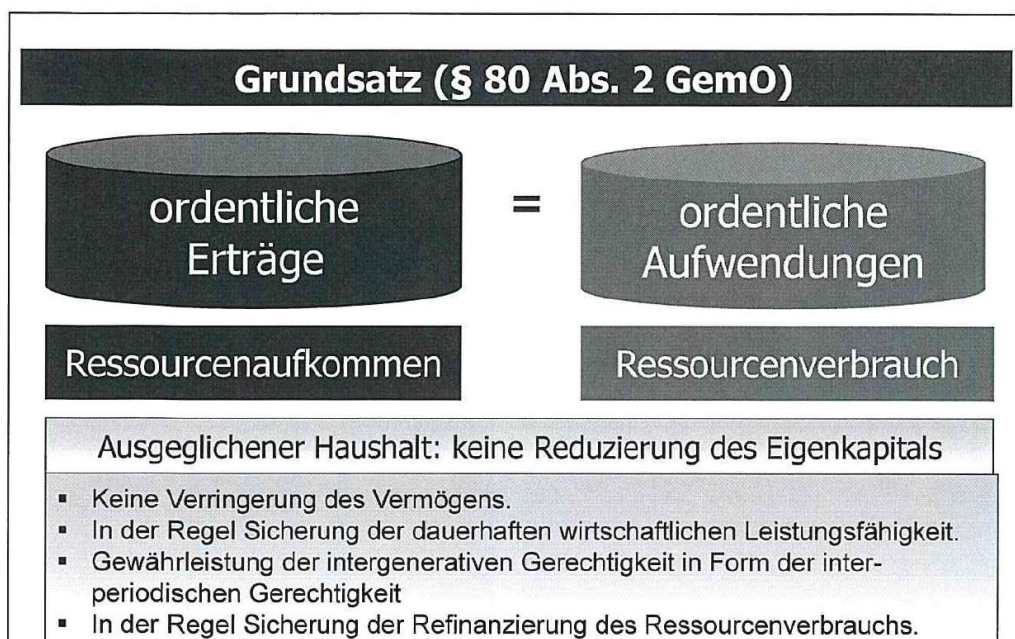 Grundsatz (§ 80 Abs. 2 GemO)
ordentliche
Erträge
=
ordentliche
Aufwendungen
Ressourcenaufkommen
Ressourcenverbrauch
Ausgeglichener Haushalt: keine Reduzierung des Eigenkapitals
▪ Keine Verringerung des Vermögens.
▪ In der Regel Sicherung der dauerhaften wirtschaftlichen Leistungsfähigkeit.
▪ Gewährleistung der intergenerativen Gerechtigkeit in Form der inter-
periodischen Gerechtigkeit
▪ In der Regel Sicherung der Refinanzierung des Ressourcenverbrauchs.